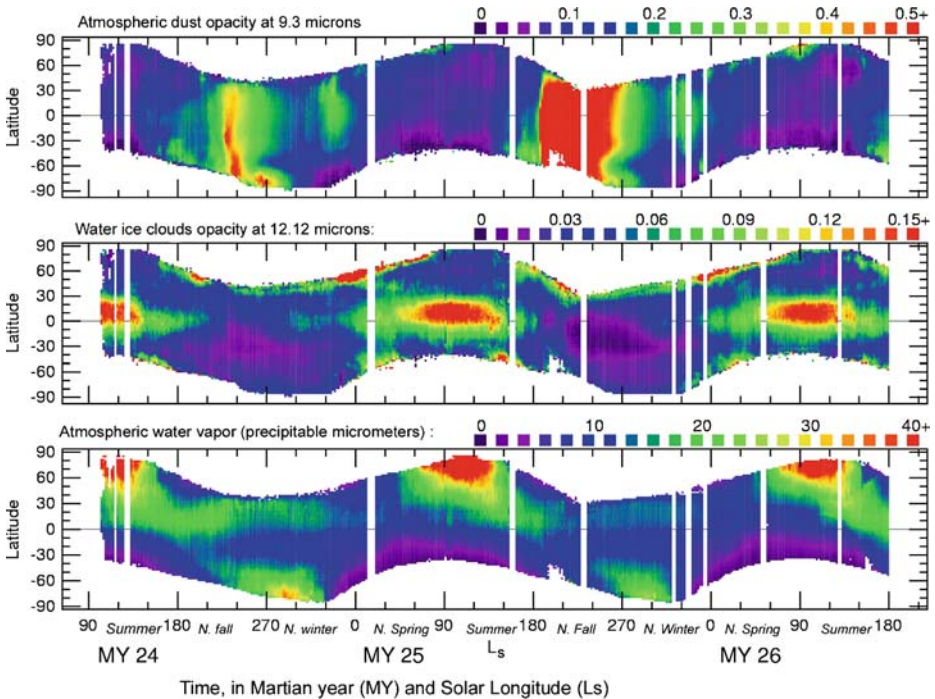 Atmospheric dust opacity at 9.3 microns
0 0.1 0.2 0.3 0.4 0.5+
90
60
30
0
-30
-60
-90
Latitude
Water ice clouds opacity at 12.12 microns:
0 0.03 0.06 0.09 0.12 0.15+
90
60
30
0
-30
-60
-90
Latitude
Atmospheric water vapor (precipitable micrometers) :
0 10 20 30 40+
90
60
30
0
-30
-60
-90
Latitude
90 Summer 180 N. fall 270 N. winter 0 N. Spring 90 Summer 180 N. Fall 270 N. Winter 0 N. Spring 90 Summer 180
MY 24 MY 25 Ls MY 26
Time, in Martian year (MY) and Solar Longitude (Ls)